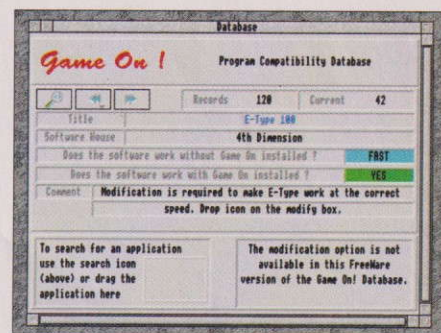 Database
Game On !
Program Compatibility Database
Records 128 Current 42
Title E-Type 100
Software House 4th Dimension
Does the software work without Game On installed ? FAST
Does the software work with Game On installed ? YES
Comment Modification is required to make E-Type work at the correct
speed. Drop icon on the modify box.
To search for an application
use the search icon
(above) or drag the
application here
The modification option is not
available in this FreeWare
version of the Game On! Database.